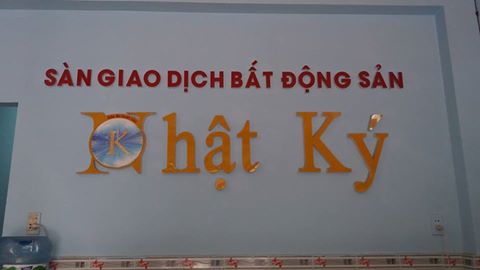 SÀN GIAO DỊCH BẤT ĐỘNG SẢN
Nhật Ký
K